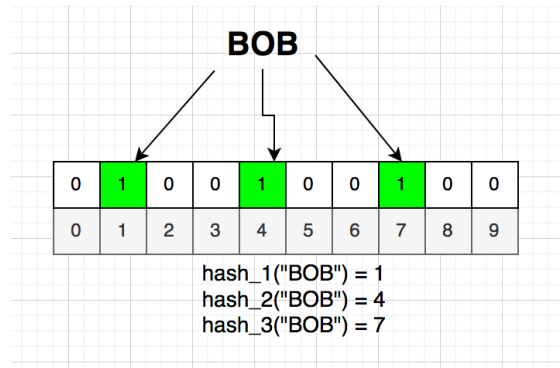 BOB
0 1 0 0 1 0 0 1 0 0
0 1 2 3 4 5 6 7 8 9
hash_1("BOB") = 1
hash_2("BOB") = 4
hash_3("BOB") = 7